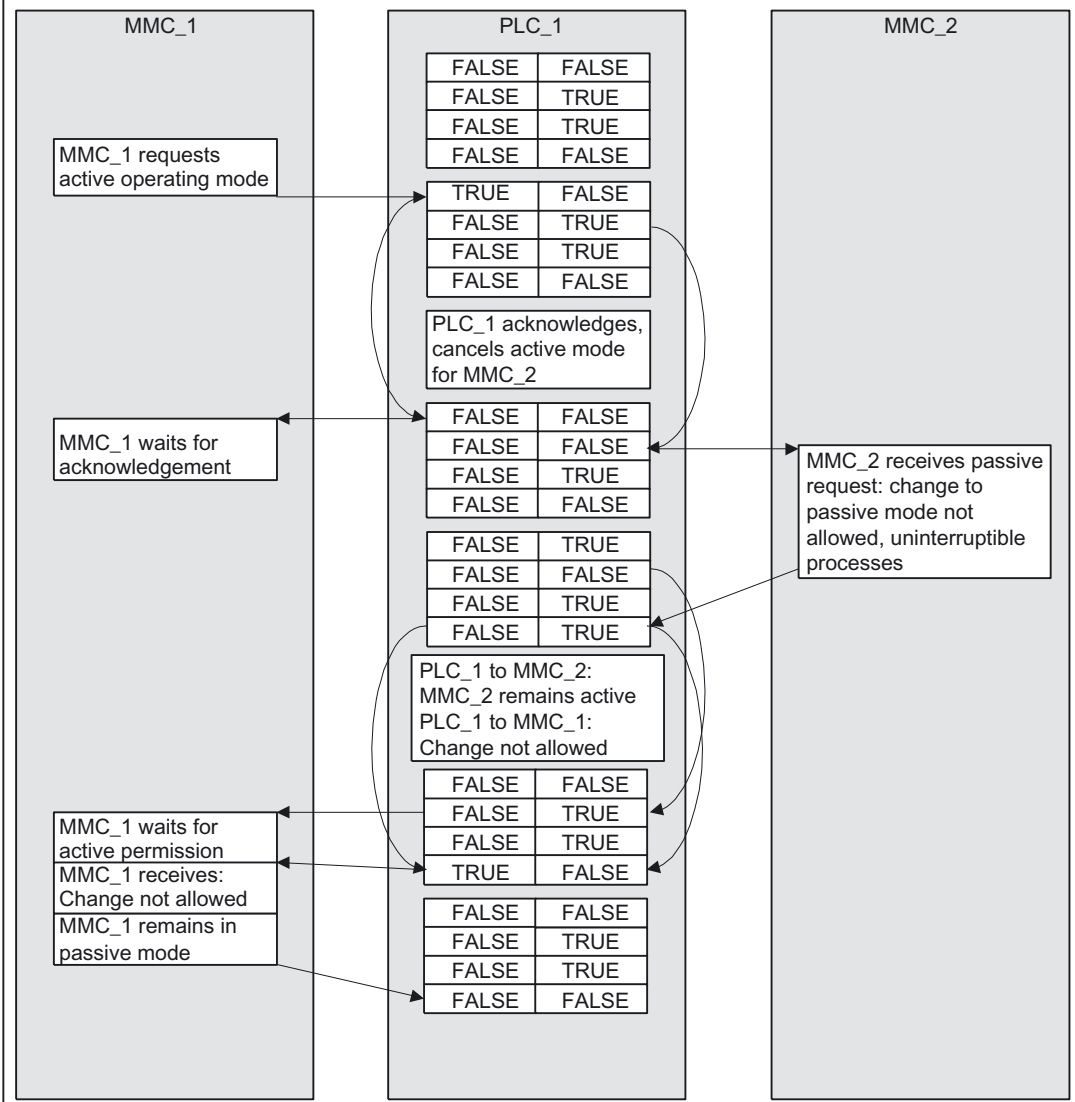 MMC_1
PLC_1
MMC_2
FALSE FALSE
FALSE TRUE
FALSE TRUE
FALSE FALSE
MMC_1 requests
active operating mode
TRUE FALSE
FALSE TRUE
FALSE TRUE
FALSE FALSE
PLC_1 acknowledges,
cancels active mode
for MMC_2
FALSE FALSE
FALSE FALSE
FALSE TRUE
FALSE FALSE
MMC_1 waits for
acknowledgement
MMC_2 receives passive
request: change to
passive mode not
allowed, uninterruptible
processes
FALSE TRUE
FALSE FALSE
FALSE TRUE
FALSE TRUE
PLC_1 to MMC_2:
MMC_2 remains active
PLC_1 to MMC_1:
Change not allowed
FALSE FALSE
FALSE TRUE
FALSE TRUE
TRUE FALSE
MMC_1 waits for
active permission
MMC_1 receives:
Change not allowed
MMC_1 remains in
passive mode
FALSE FALSE
FALSE TRUE
FALSE TRUE
FALSE FALSE